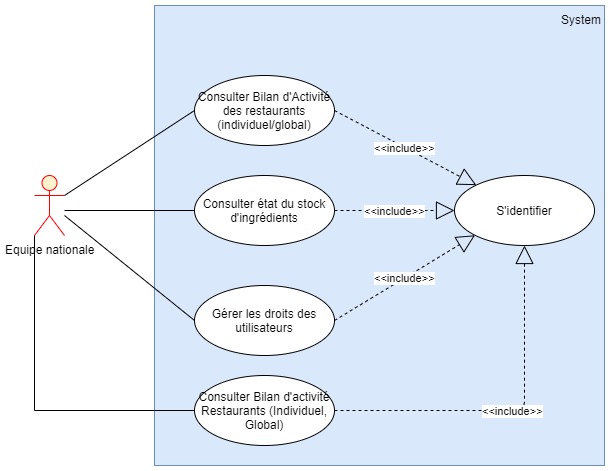 System
Consulter Bilan d'Activité
des restaurants
(individuel/global)
<<include>>
Consulter état du stock
d'ingrédients
<<include>>
S'identifier
Equipe nationale
<<include>>
Gérer les droits des
utilisateurs
Consulter Bilan d'activité
Restaurants (Individuel,
Global)
<<include>>